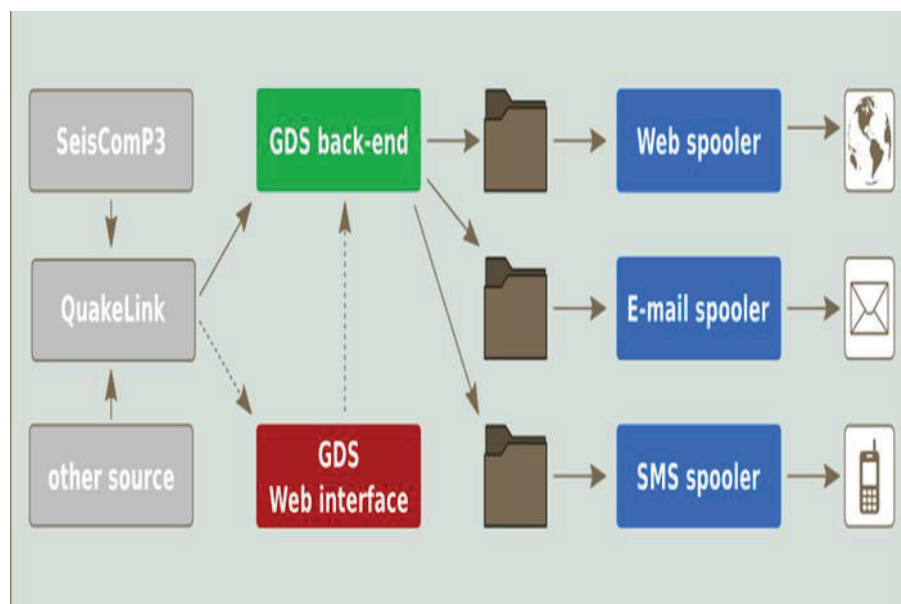 SeisComP3
GDS back-end
Web spooler
QuakeLink
E-mail spooler
other source
GDS
Web interface
SMS spooler